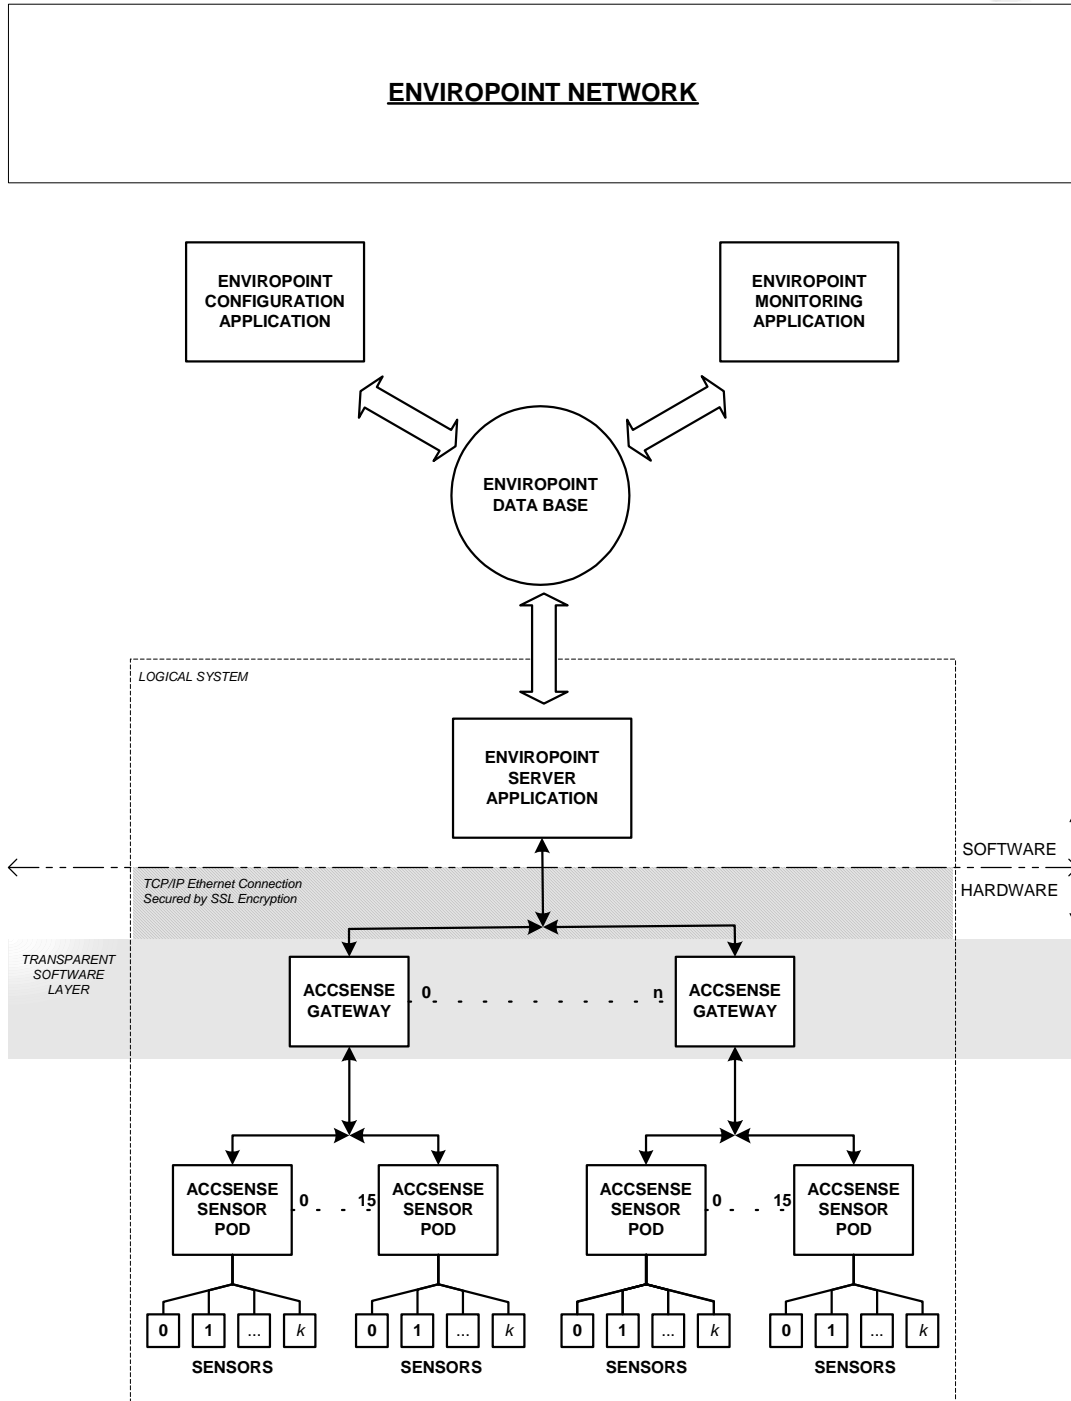 ENVIROPOINT NETWORK
ENVIROPOINT
CONFIGURATION
APPLICATION
ENVIROPOINT
MONITORING
APPLICATION
ENVIROPOINT
DATA BASE
LOGICAL SYSTEM
ENVIROPOINT
SERVER
APPLICATION
SOFTWARE
HARDWARE
TCP/IP Ethernet Connection
Secured by SSL Encryption
TRANSPARENT
SOFTWARE
LAYER
ACCSENSE
GATEWAY
0
n
ACCSENSE
GATEWAY
ACCSENSE
SENSOR
POD
0
15
ACCSENSE
SENSOR
POD
ACCSENSE
SENSOR
POD
0
15
ACCSENSE
SENSOR
POD
0 1 ... k
0 1 ... k
0 1 ... k
0 1 ... k
SENSORS
SENSORS
SENSORS
SENSORS